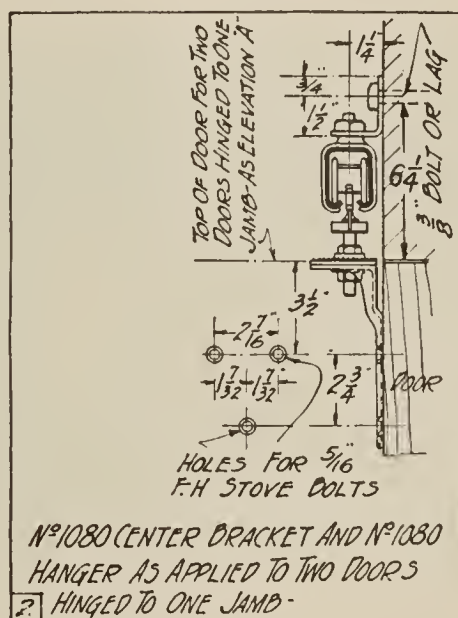 1 1/4"
3/4"
1 1/2"
TOP OF DOOR FOR TWO
DOORS HINGED TO ONE
JAMB-AS ELEVATION "A"
6 1/4"
3/8" BOLT OR LAG
3 1/2"
2 7/16"
1 7/32" 1 7/32"
2 3/4"
DOOR
HOLES FOR 5/16"
F.H STOVE BOLTS
Nº1080 CENTER BRACKET AND Nº1080
HANGER AS APPLIED TO TWO DOORS
2 HINGED TO ONE JAMB-